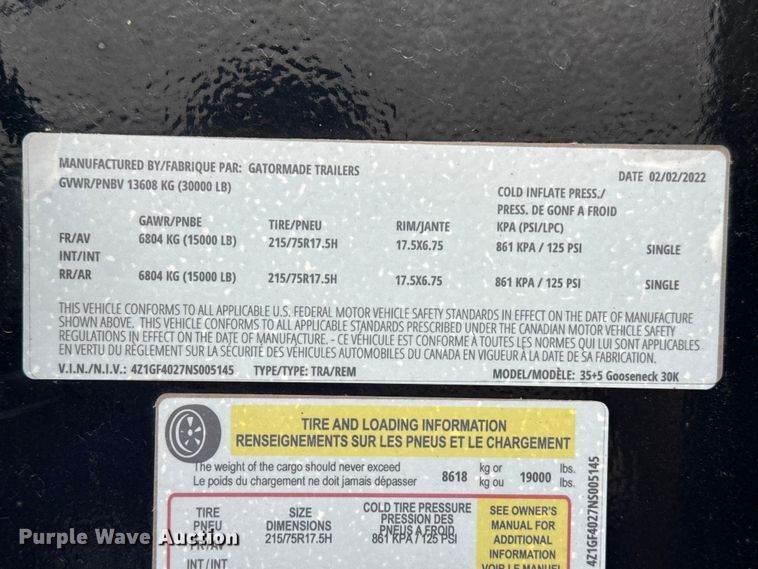 MANUFACTURED BY/FABRIQUE PAR: GATORMADE TRAILERS DATE 02/02/2022
GVWR/PNBV 13608 KG (30000 LB)
COLD INFLATE PRESS./
PRESS. DE GONF A FROID
GAWR/PNBE TIRE/PNEU RIM/JANTE KPA (PSI/LPC)
FR/AV 6804 KG (15000 LB) 215/75R17.5H 17.5X6.75 861 KPA / 125 PSI SINGLE
INT/INT
RR/AR 6804 KG (15000 LB) 215/75R17.5H 17.5X6.75 861 KPA / 125 PSI SINGLE
THIS VEHICLE CONFORMS TO ALL APPLICABLE U.S. FEDERAL MOTOR VEHICLE SAFETY STANDARDS IN EFFECT ON THE DATE OF MANUFACTURE
SHOWN ABOVE. THIS VEHICLE CONFORMS TO ALL APPLICABLE STANDARDS PRESCRIBED UNDER THE CANADIAN MOTOR VEHICLE SAFETY
REGULATIONS IN EFFECT ON THE DATE OF MANUFACTURE. - CE VÉHICULE EST CONFORME À TOUTES LES NORMES QUI LUI SONT APPLICABLES
EN VERTU DU RÈGLEMENT SUR LA SÉCURITÉ DES VÉHICULES AUTOMOBILES DU CANADA EN VIGUEUR À LA DATE DE SA FABRICATION.
V.I.N./N.I.V.: 4Z1GF4027NS005145 TYPE/TYPE: TRA/REM MODEL/MODÈLE: 35+5 Gooseneck 30K
TIRE AND LOADING INFORMATION
RENSEIGNEMENTS SUR LES PNEUS ET LE CHARGEMENT
The weight of the cargo should never exceed 8618 kg or 19000 lbs.
Le poids du chargement ne doit jamais dépasser kg ou lbs.
TIRE SIZE COLD TIRE PRESSURE
PNEU DIMENSIONS PRESSION DES PNEUS A FROID
FR/AV 215/75R17.5H 861 KPA / 125 PSI
INT/INT
SEE OWNER'S
MANUAL FOR
ADDITIONAL
INFORMATION
VOIR LE MANUEL
4Z1GF4027NS005145
Purple Wave Auction